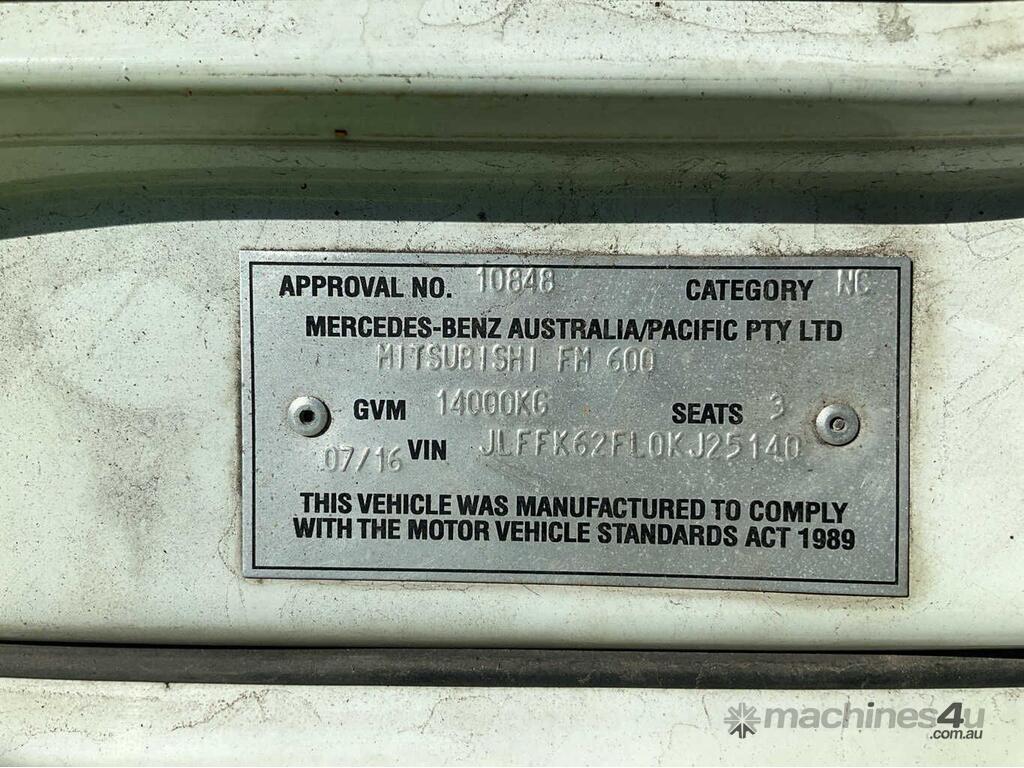 APPROVAL NO. 10848 CATEGORY NC
MERCEDES-BENZ AUSTRALIA/PACIFIC PTY LTD
MITSUBISHI FM 600
GVM 14000KG SEATS 3
07/16 VIN JLFFK62FL0KJ25140
THIS VEHICLE WAS MANUFACTURED TO COMPLY
WITH THE MOTOR VEHICLE STANDARDS ACT 1989
machines4u
.com.au